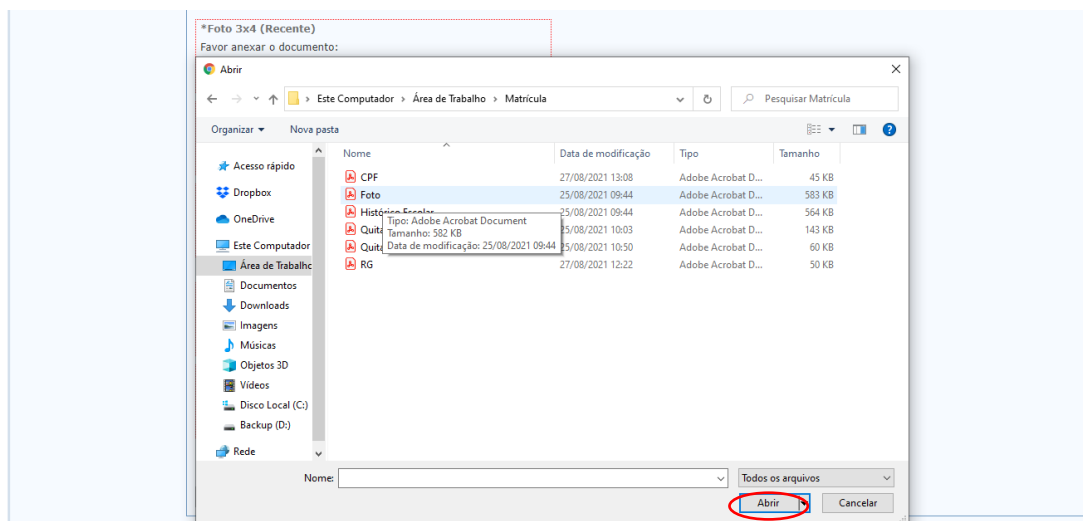 *Foto 3x4 (Recente)
Favor anexar o documento:
Abrir
Este Computador > Área de Trabalho > Matrícula
Pesquisar Matrícula
Organizar Nova pasta
Nome Data de modificação Tipo Tamanho
Acesso rápido
Dropbox
OneDrive
Este Computador
Área de Trabalho
Documentos
Downloads
Imagens
Músicas
Objetos 3D
Vídeos
Disco Local (C:)
Backup (D:)
Rede
CPF 27/08/2021 13:08 Adobe Acrobat D... 45 KB
Foto 25/08/2021 09:44 Adobe Acrobat D... 583 KB
Histórico Escolar 25/08/2021 09:44 Adobe Acrobat D... 564 KB
Quita 25/08/2021 10:03 Adobe Acrobat D... 143 KB
Quita 25/08/2021 10:50 Adobe Acrobat D... 60 KB
RG 27/08/2021 12:22 Adobe Acrobat D... 50 KB
Tipo: Adobe Acrobat Document
Tamanho: 582 KB
Data de modificação: 25/08/2021 09:44
Nome:
Todos os arquivos
Abrir Cancelar